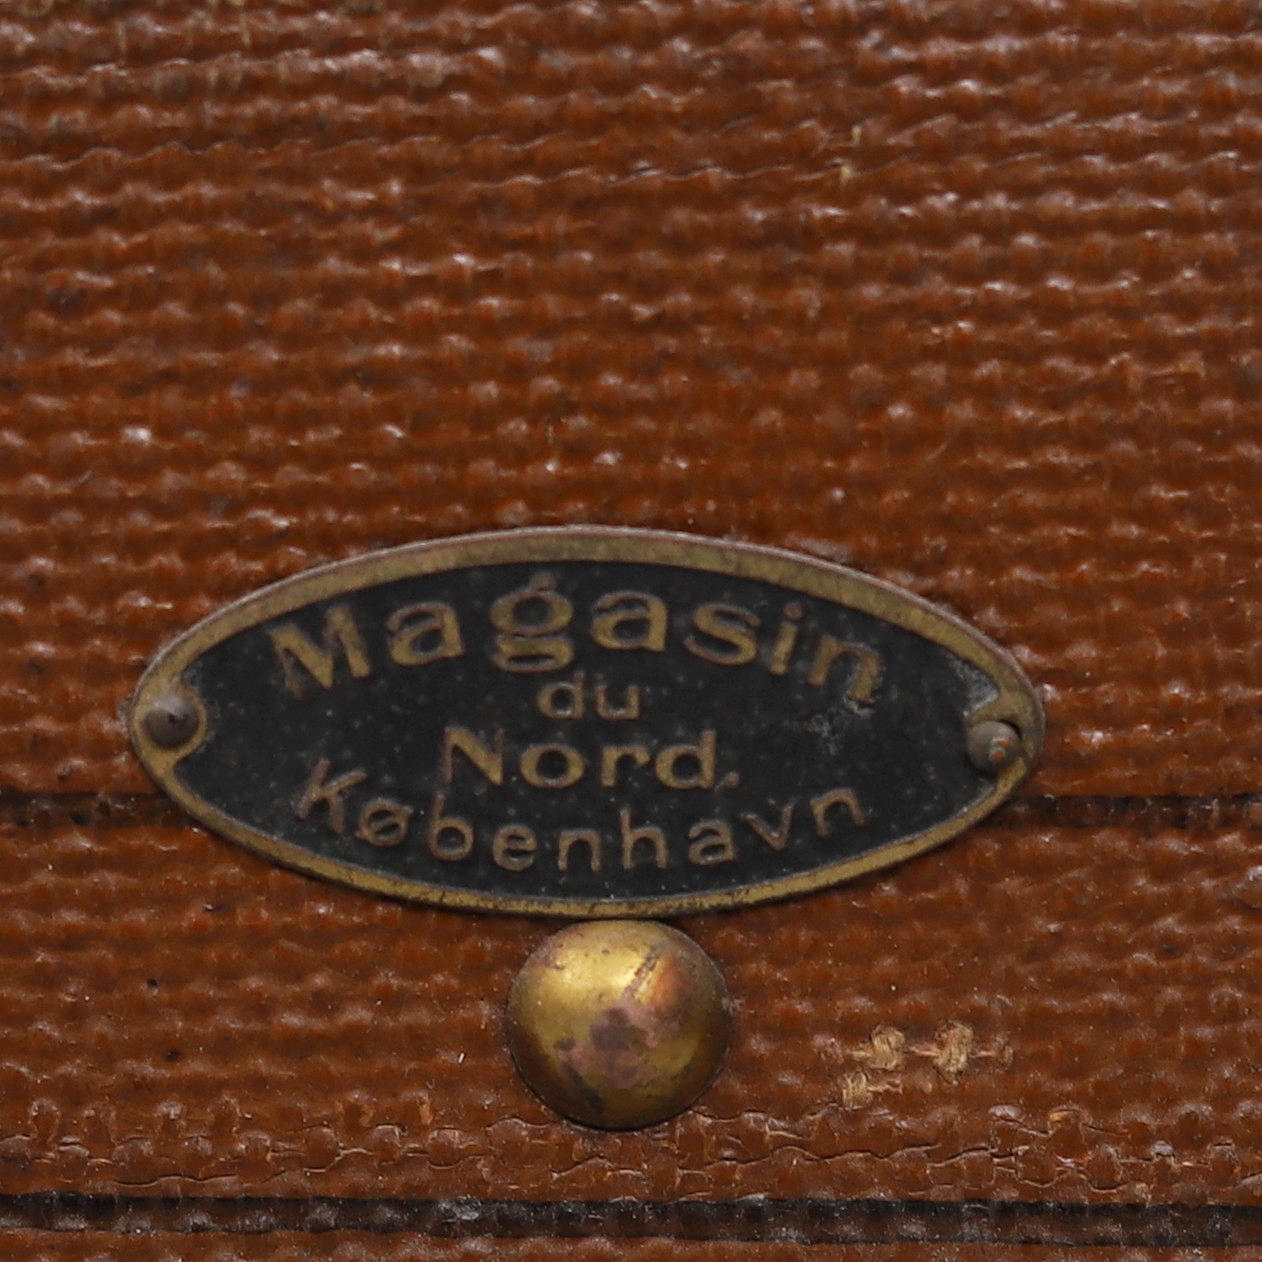 Magasin
du
Nord.
København